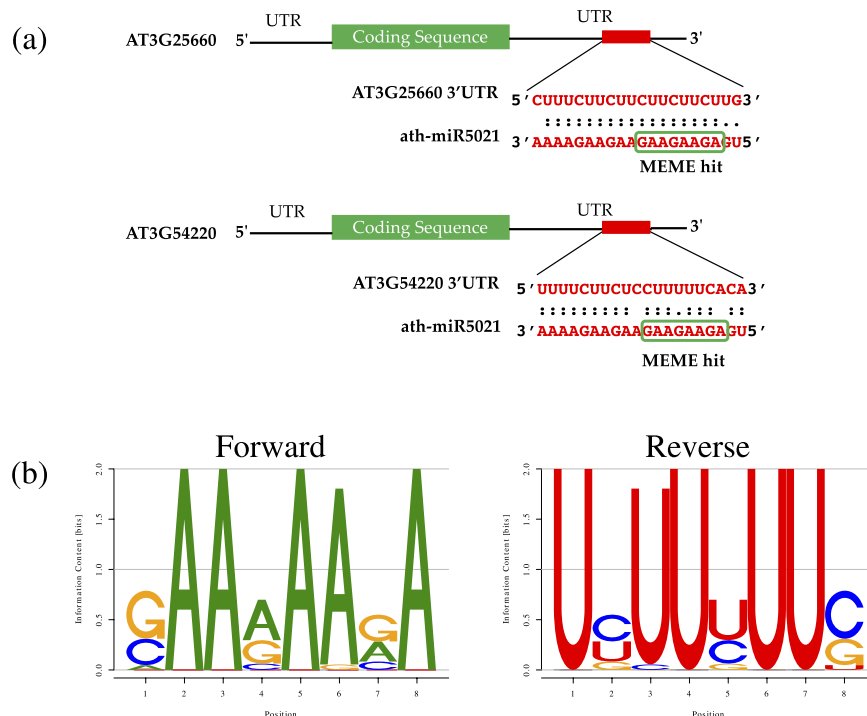 (a)
UTR UTR
AT3G25660 5' Coding Sequence 3'
AT3G25660 3'UTR 5'CUUUCUUCUUCUUCUUCUUG3'
::::::::::::::::::..
ath-miR5021 3'AAAAGAAGAAGAAGAAGAGU5'
MEME hit
UTR UTR
AT3G54220 5' Coding Sequence 3'
AT3G54220 3'UTR 5'UUUUCUUCUCCUUUUUCACA3'
::::::::: :::.::: ::
ath-miR5021 3'AAAAGAAGAAGAAGAAGAGU5'
MEME hit
(b)
Forward Reverse
Information Content [bits] 2.0 1.5 1.0 0.5 0.0
G C A A A A G C A A G G A C A
1 2 3 4 5 6 7 8
Position
Information Content [bits] 2.0 1.5 1.0 0.5 0.0
U C U G U C U U C G U U C G U
1 2 3 4 5 6 7 8
Position